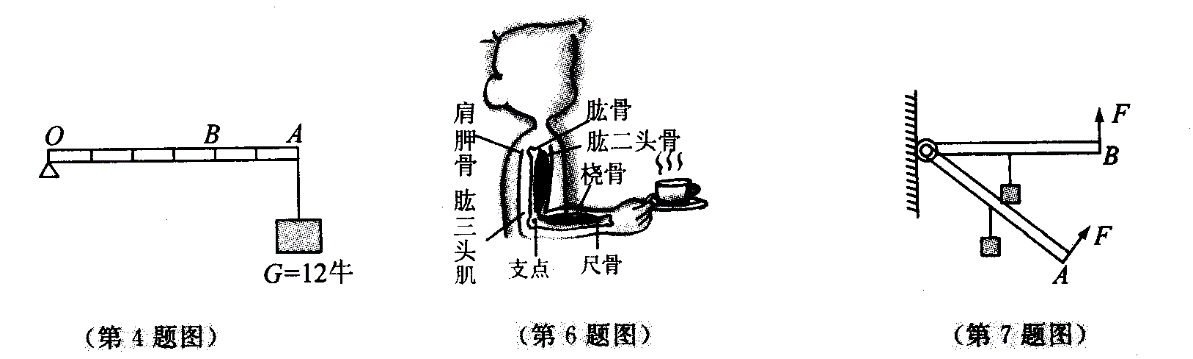 O B A
G=12牛
(第4题图)
肩胛骨
肱三头肌
肱骨
肱二头骨
桡骨
支点
尺骨
(第6题图)
F
B
F
A
(第7题图)